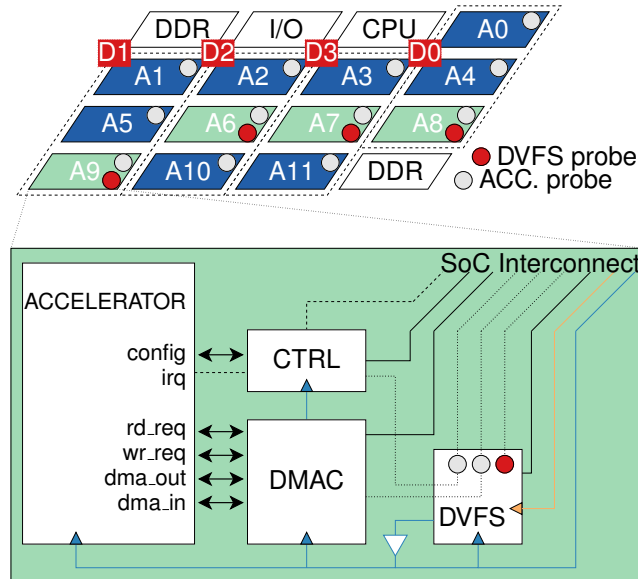 DDR I/O CPU A0
D1 D2 D3 D0
A1 A2 A3 A4
A5 A6 A7 A8
A9 A10 A11 DDR
DVFS probe
ACC. probe
SoC Interconnect
ACCELERATOR
config
irq
CTRL
rd_req
wr_req
dma_out
dma_in
DMAC
DVFS